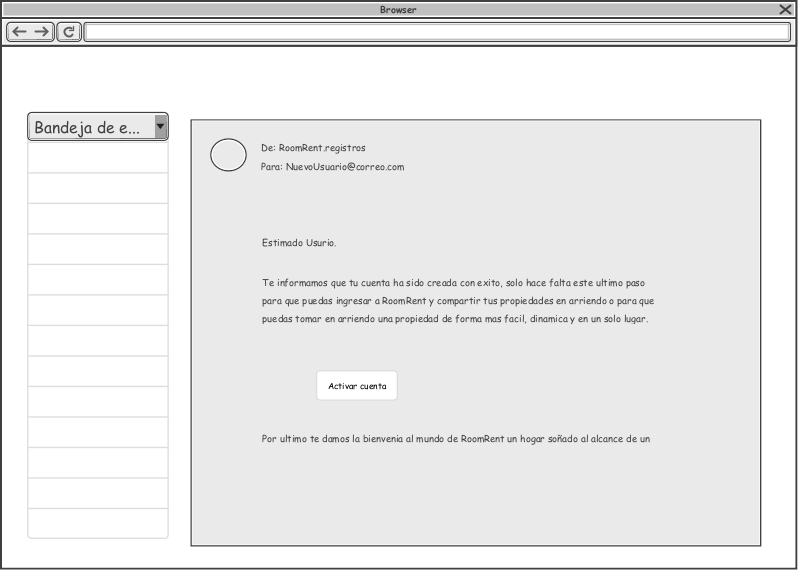 Browser
Bandeja de e...
De: RoomRent.registros
Para: NuevoUsuario@correo.com
Estimado Usurio.
Te informamos que tu cuenta ha sido creada con exito, solo hace falta este ultimo paso
para que puedas ingresar a RoomRent y compartir tus propiedades en arriendo o para que
puedas tomar en arriendo una propiedad de forma mas facil, dinamica y en un solo lugar.
Activar cuenta
Por ultimo te damos la bienvenia al mundo de RoomRent un hogar soñado al alcance de un